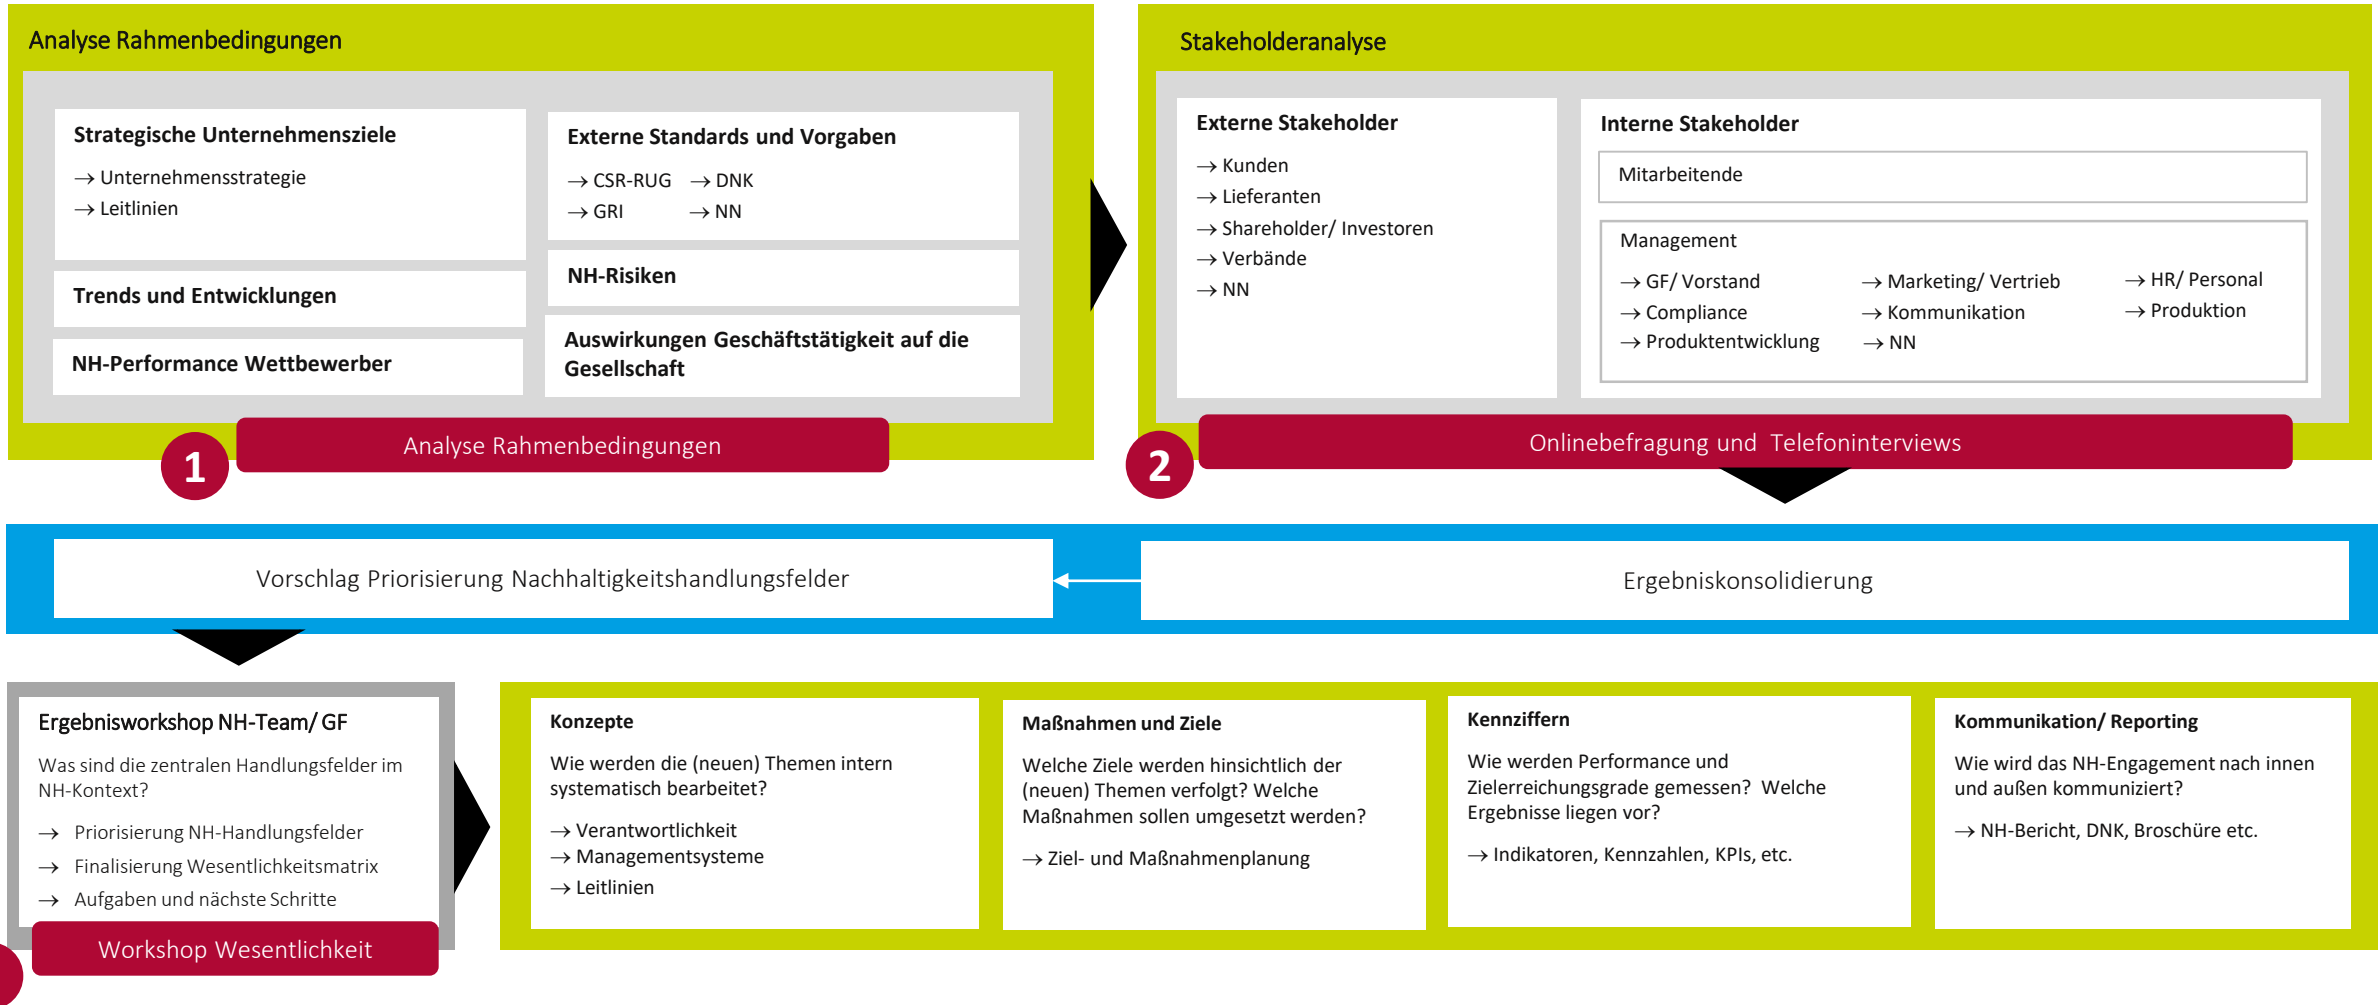 Analyse Rahmenbedingungen
Strategische Unternehmensziele
→ Unternehmensstrategie
→ Leitlinien
Trends und Entwicklungen
NH-Performance Wettbewerber
Externe Standards und Vorgaben
→ CSR-RUG → DNK
→ GRI → NN
NH-Risiken
Auswirkungen Geschäftstätigkeit auf die
Gesellschaft
1
Analyse Rahmenbedingungen
Stakeholderanalyse
Externe Stakeholder
→ Kunden
→ Lieferanten
→ Shareholder/ Investoren
→ Verbände
→ NN
Interne Stakeholder
Mitarbeitende
Management
→ GF/ Vorstand → Marketing/ Vertrieb → HR/ Personal
→ Compliance → Kommunikation → Produktion
→ Produktentwicklung → NN
2
Onlinebefragung und Telefoninterviews
Vorschlag Priorisierung Nachhaltigkeitshandlungsfelder
Ergebniskonsolidierung
Ergebnisworkshop NH-Team/ GF
Was sind die zentralen Handlungsfelder im
NH-Kontext?
→ Priorisierung NH-Handlungsfelder
→ Finalisierung Wesentlichkeitsmatrix
→ Aufgaben und nächste Schritte
Workshop Wesentlichkeit
Konzepte
Wie werden die (neuen) Themen intern
systematisch bearbeitet?
→ Verantwortlichkeit
→ Managementsysteme
→ Leitlinien
Maßnahmen und Ziele
Welche Ziele werden hinsichtlich der
(neuen) Themen verfolgt? Welche
Maßnahmen sollen umgesetzt werden?
→ Ziel- und Maßnahmenplanung
Kennziffern
Wie werden Performance und
Zielerreichungsgrade gemessen? Welche
Ergebnisse liegen vor?
→ Indikatoren, Kennzahlen, KPIs, etc.
Kommunikation/ Reporting
Wie wird das NH-Engagement nach innen
und außen kommuniziert?
→ NH-Bericht, DNK, Broschüre etc.